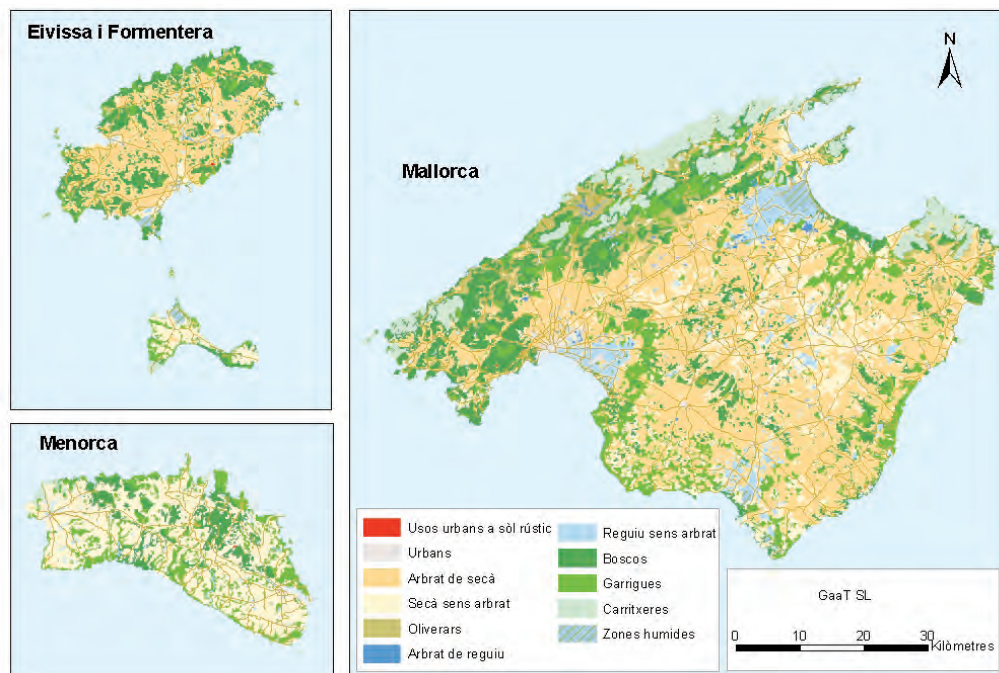 Eivissa i Formentera
N
Mallorca
Menorca
Usos urbans a sòl rústic
Urbans
Arbrat de secà
Secà sens arbrat
Oliverars
Arbrat de reguiu
Reguiu sens arbrat
Boscos
Garrigues
Carritxeres
Zones humides
GaaT SL
0 10 20 30
Kilòmetres